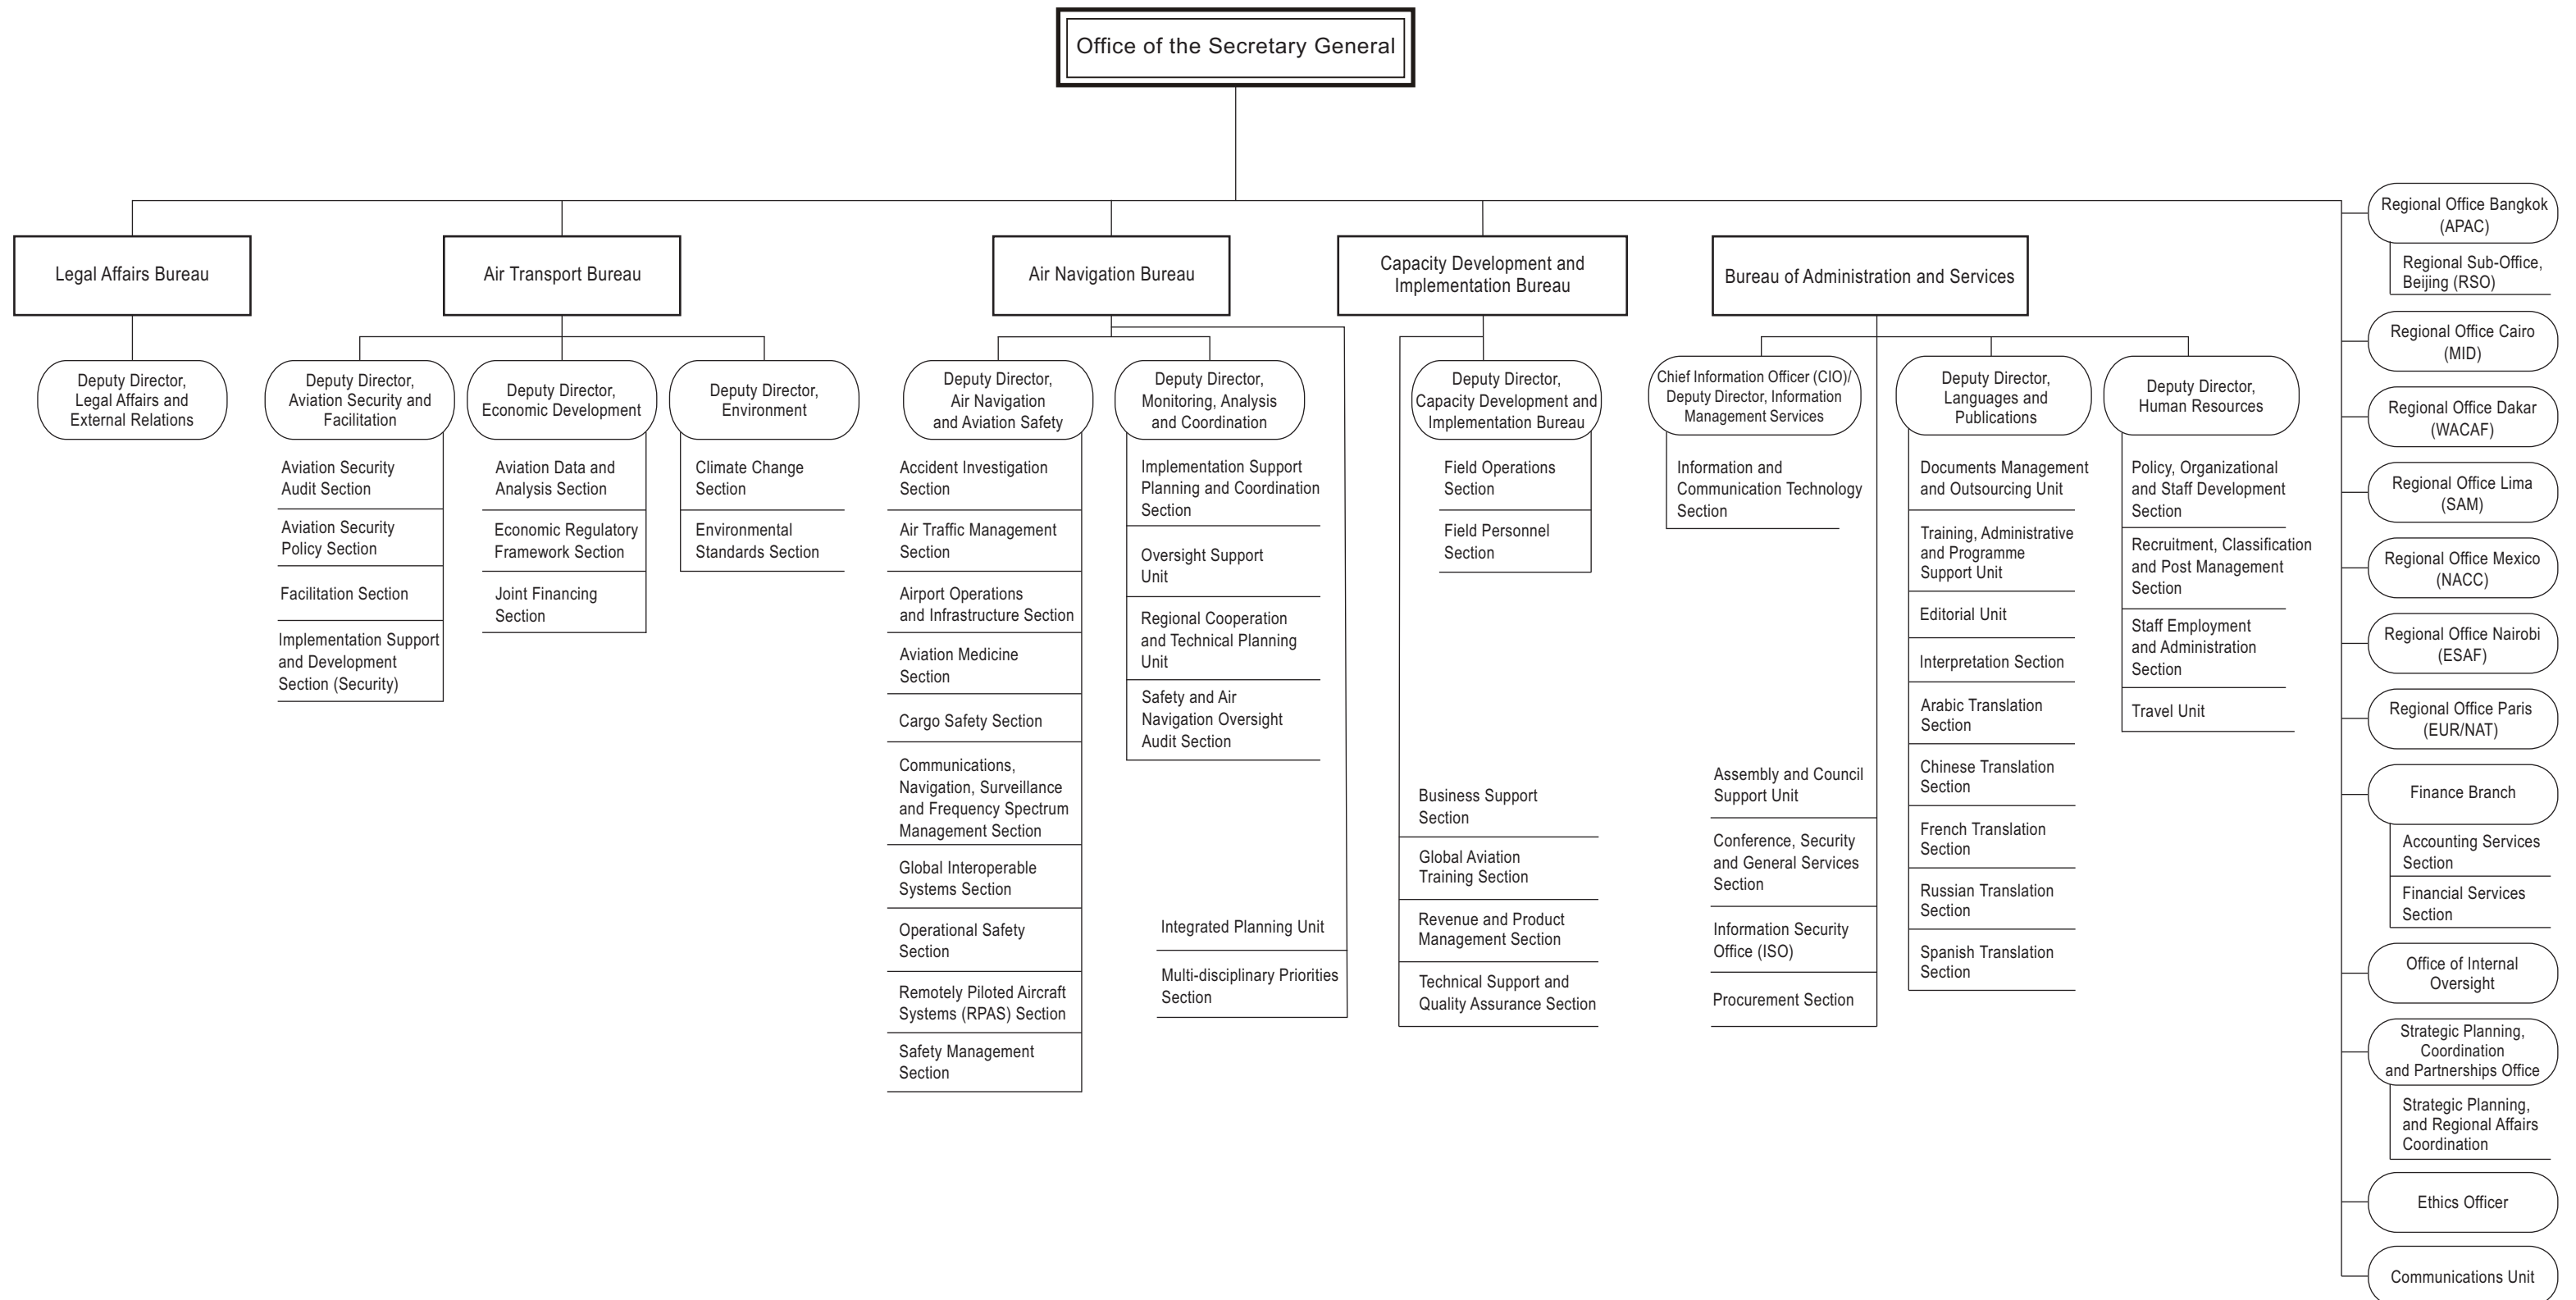 Office of the Secretary General
Legal Affairs Bureau
Deputy Director,
Legal Affairs and
External Relations
Air Transport Bureau
Deputy Director,
Aviation Security and
Facilitation
Aviation Security
Audit Section
Aviation Security
Policy Section
Facilitation Section
Implementation Support
and Development
Section (Security)
Deputy Director,
Economic Development
Aviation Data and
Analysis Section
Economic Regulatory
Framework Section
Joint Financing
Section
Deputy Director,
Environment
Climate Change
Section
Environmental
Standards Section
Air Navigation Bureau
Deputy Director,
Air Navigation
and Aviation Safety
Accident Investigation
Section
Air Traffic Management
Section
Airport Operations
and Infrastructure Section
Aviation Medicine
Section
Cargo Safety Section
Communications,
Navigation, Surveillance
and Frequency Spectrum
Management Section
Global Interoperable
Systems Section
Operational Safety
Section
Remotely Piloted Aircraft
Systems (RPAS) Section
Safety Management
Section
Deputy Director,
Monitoring, Analysis
and Coordination
Implementation Support
Planning and Coordination
Section
Oversight Support
Unit
Regional Cooperation
and Technical Planning
Unit
Safety and Air
Navigation Oversight
Audit Section
Integrated Planning Unit
Multi-disciplinary Priorities
Section
Capacity Development and
Implementation Bureau
Deputy Director,
Capacity Development and
Implementation Bureau
Field Operations
Section
Field Personnel
Section
Business Support
Section
Global Aviation
Training Section
Revenue and Product
Management Section
Technical Support and
Quality Assurance Section
Bureau of Administration and Services
Chief Information Officer (CIO)/
Deputy Director, Information
Management Services
Information and
Communication Technology
Section
Assembly and Council
Support Unit
Conference, Security
and General Services
Section
Information Security
Office (ISO)
Procurement Section
Deputy Director,
Languages and
Publications
Documents Management
and Outsourcing Unit
Training, Administrative
and Programme
Support Unit
Editorial Unit
Interpretation Section
Arabic Translation
Section
Chinese Translation
Section
French Translation
Section
Russian Translation
Section
Spanish Translation
Section
Deputy Director,
Human Resources
Policy, Organizational
and Staff Development
Section
Recruitment, Classification
and Post Management
Section
Staff Employment
and Administration
Section
Travel Unit
Regional Office Bangkok
(APAC)
Regional Sub-Office,
Beijing (RSO)
Regional Office Cairo
(MID)
Regional Office Dakar
(WACAF)
Regional Office Lima
(SAM)
Regional Office Mexico
(NACC)
Regional Office Nairobi
(ESAF)
Regional Office Paris
(EUR/NAT)
Finance Branch
Accounting Services
Section
Financial Services
Section
Office of Internal
Oversight
Strategic Planning,
Coordination
and Partnerships Office
Strategic Planning,
and Regional Affairs
Coordination
Ethics Officer
Communications Unit